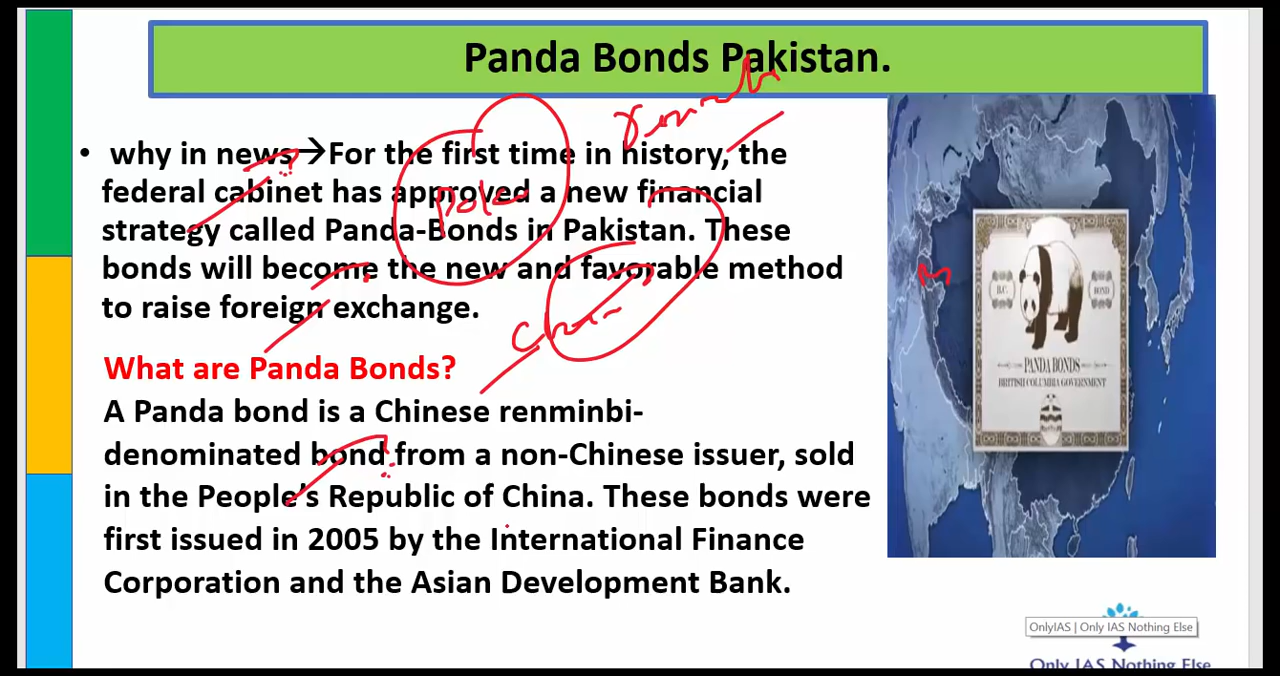 Panda Bonds Pakistan.
• why in news→For the first time in history, the
federal cabinet has approved a new financial
strategy called Panda-Bonds in Pakistan. These
bonds will become the new and favorable method
to raise foreign exchange.
What are Panda Bonds?
A Panda bond is a Chinese renminbi-
denominated bond from a non-Chinese issuer, sold
in the People's Republic of China. These bonds were
first issued in 2005 by the International Finance
Corporation and the Asian Development Bank.
B.C.
BOND
PANDA BONDS
BRITISH COLUMBIA GOVERNMENT
OnlyIAS | Only IAS Nothing Else
Only IAS Nothing Else